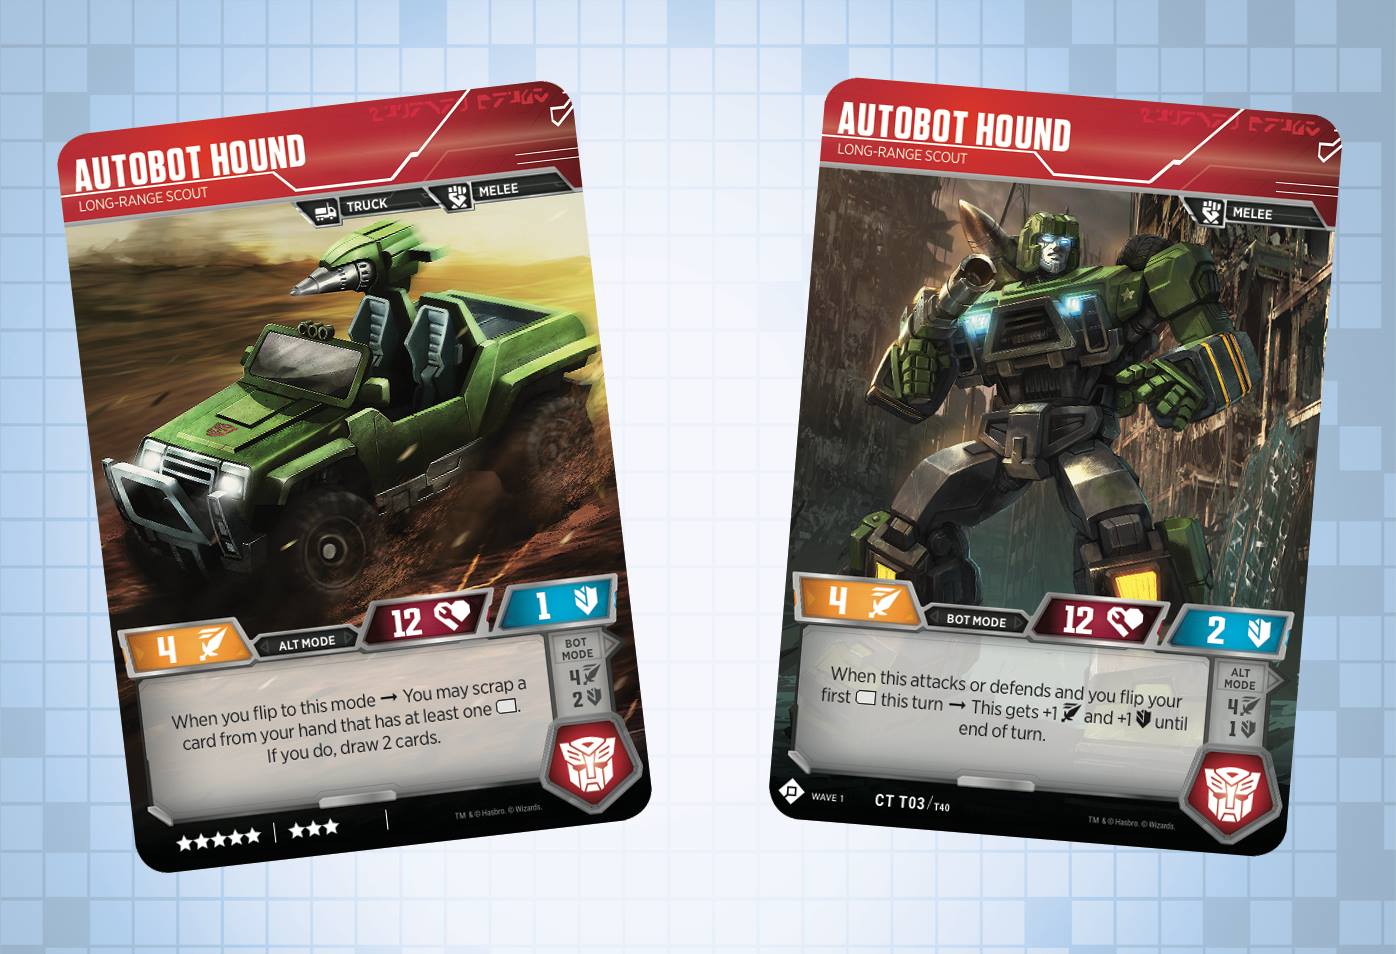 AUTOBOT HOUND
LONG-RANGE SCOUT
TRUCK
MELEE
4
ALT MODE
12
1
BOT
MODE
4
2
When you flip to this mode → You may scrap a
card from your hand that has at least one .
If you do, draw 2 cards.
TM & © Hasbro. © Wizards.
AUTOBOT HOUND
LONG-RANGE SCOUT
MELEE
4
BOT MODE
12
2
ALT
MODE
4
1
When this attacks or defends and you flip your
first this turn → This gets +1 and +1 until
end of turn.
WAVE 1
CT T03/T40
TM & © Hasbro. © Wizards.